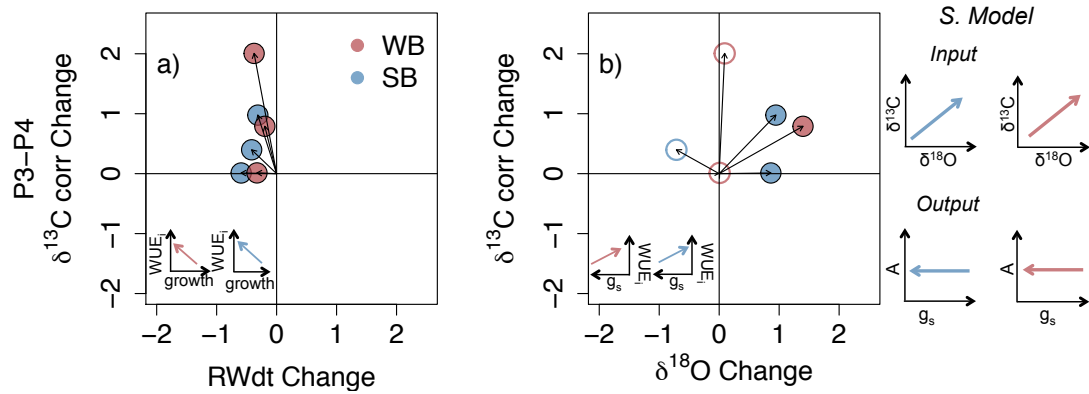 P3−P4
δ¹³C corr Change
2
1
0
−1
−2
a)
WB
SB
WUEᵢ
growth
WUEᵢ
growth
−2 −1 0 1 2
RWdt Change
δ¹³C corr Change
2
1
0
−1
−2
b)
WUEᵢ
gₛ
WUEᵢ
gₛ
−2 −1 0 1 2
δ¹⁸O Change
S. Model
Input
δ¹³C
δ¹⁸O
δ¹³C
δ¹⁸O
Output
A
gₛ
A
gₛ